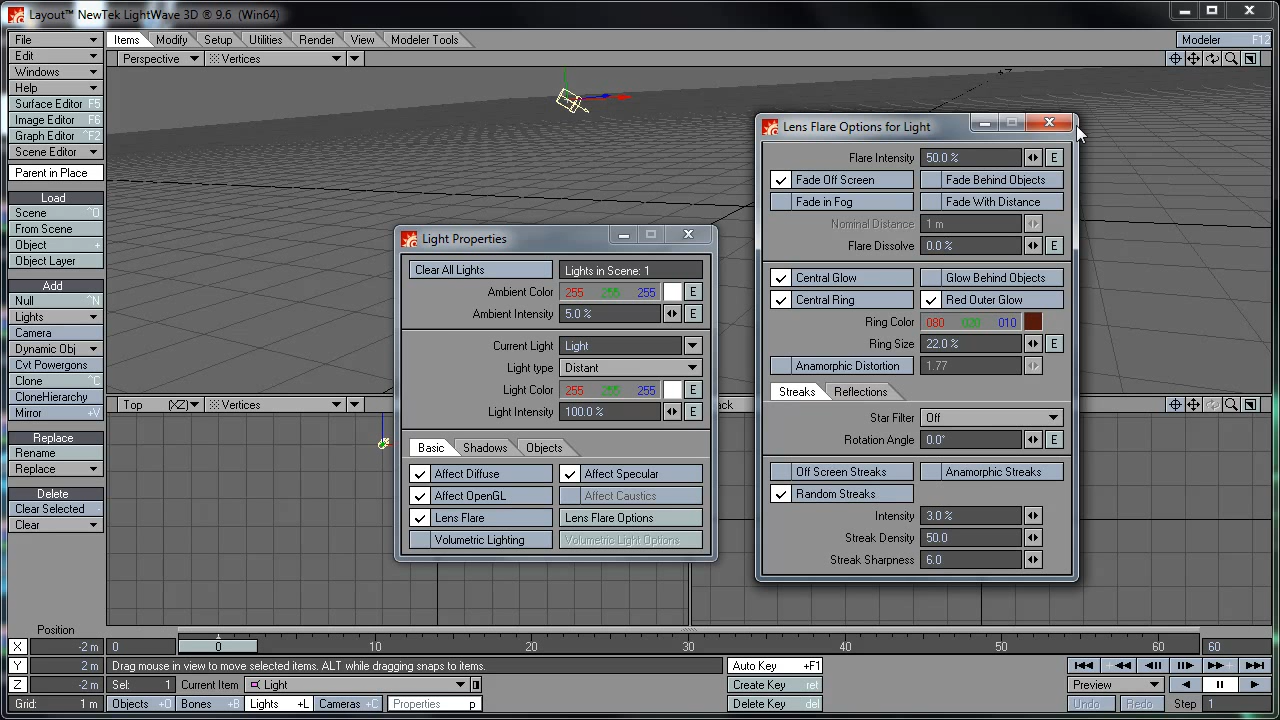 Layout™ NewTek LightWave 3D ® 9.6 (Win64)
File
Items Modify Setup Utilities Render View Modeler Tools
Modeler F12
Edit
Perspective Vertices
Windows
Help
Surface Editor F5
Image Editor F6
Graph Editor ^F2
Scene Editor
Parent in Place
Load
Scene ^O
From Scene
Object +
Object Layer
Add
Null ^N
Lights
Camera
Dynamic Obj
Cvt Powergons
Clone ^C
CloneHierarchy
Mirror +V
Replace
Rename
Replace
Delete
Clear Selected -
Clear
Top (XZ) Vertices
Light Properties
Clear All Lights Lights in Scene: 1
Ambient Color 255 255 255 E
Ambient Intensity 5.0 % E
Current Light Light
Light type Distant
Light Color 255 255 255 E
Light Intensity 100.0 % E
Basic Shadows Objects
Affect Diffuse Affect Specular
Affect OpenGL Affect Caustics
Lens Flare Lens Flare Options
Volumetric Lighting Volumetric Light Options
Lens Flare Options for Light
Flare Intensity 50.0 % E
Fade Off Screen Fade Behind Objects
Fade in Fog Fade With Distance
Nominal Distance 1 m
Flare Dissolve 0.0 % E
Central Glow Glow Behind Objects
Central Ring Red Outer Glow
Ring Color 080 020 010
Ring Size 22.0 % E
Anamorphic Distortion 1.77
Streaks Reflections
Star Filter Off
Rotation Angle 0.0° E
Off Screen Streaks Anamorphic Streaks
Random Streaks
Intensity 3.0 %
Streak Density 50.0
Streak Sharpness 6.0
Position
X -2 m 0 0 10 20 30 40 50 60 60
Y 2 m Drag mouse in view to move selected items. ALT while dragging snaps to items. Auto Key +F1
Z -2 m Sel: 1 Current Item Light Create Key ret Preview
Grid: 1 m Objects +O Bones +B Lights +L Cameras +C Properties p Delete Key del Undo Redo Step 1